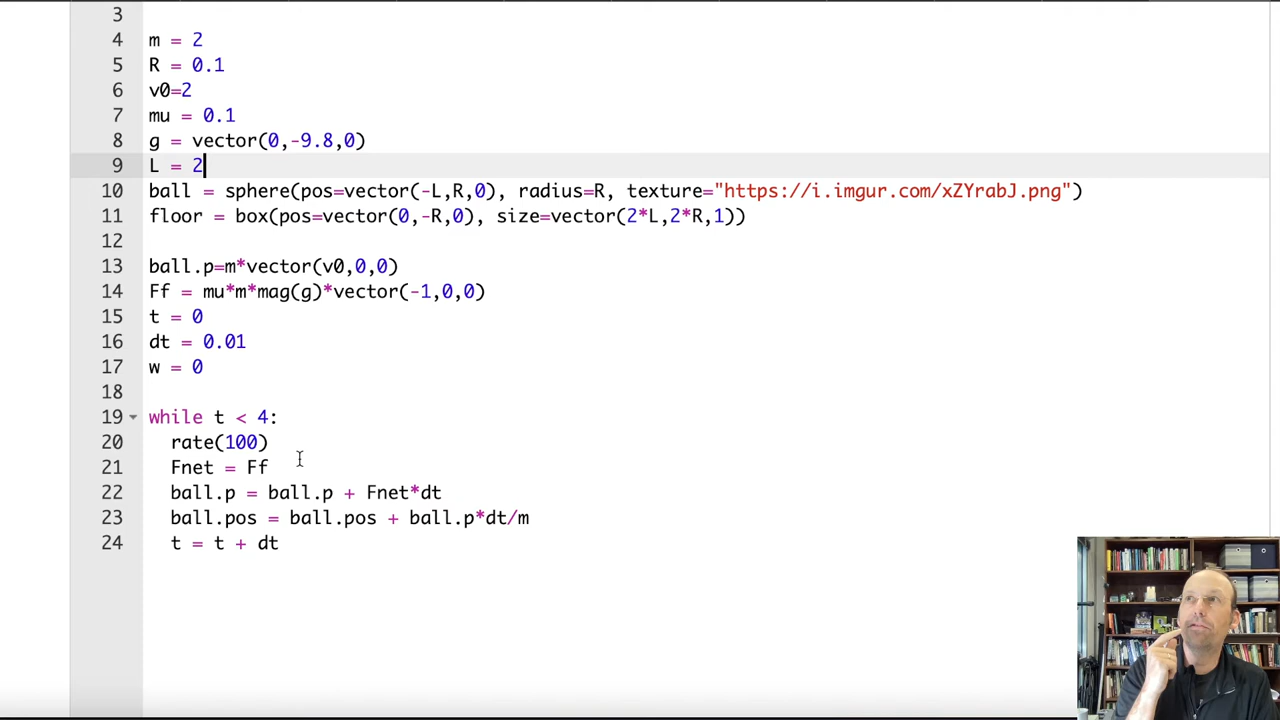 3
4 m = 2
5 R = 0.1
6 v0=2
7 mu = 0.1
8 g = vector(0,-9.8,0)
9 L = 2
10 ball = sphere(pos=vector(-L,R,0), radius=R, texture="https://i.imgur.com/xZYrabJ.png")
11 floor = box(pos=vector(0,-R,0), size=vector(2*L,2*R,1))
12
13 ball.p=m*vector(v0,0,0)
14 Ff = mu*m*mag(g)*vector(-1,0,0)
15 t = 0
16 dt = 0.01
17 w = 0
18
19 while t < 4:
20 rate(100)
21 Fnet = Ff
22 ball.p = ball.p + Fnet*dt
23 ball.pos = ball.pos + ball.p*dt/m
24 t = t + dt